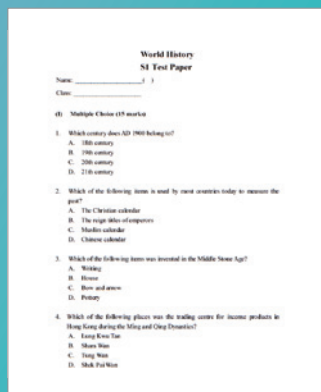 World History
S1 Test Paper
Name: ____________________( )
Class: ____________________
(I) Multiple Choice (15 marks)
1. Which century does AD 1900 belong to?
A. 18th century
B. 19th century
C. 20th century
D. 21th century
2. Which of the following items is used by most countries today to measure the
past?
A. The Christian calendar
B. The reign titles of emperors
C. Muslim calendar
D. Chinese calendar
3. Which of the following items was invented in the Middle Stone Age?
A. Writing
B. House
C. Bow and arrow
D. Pottery
4. Which of the following places was the trading centre for income products in
Hong Kong during the Ming and Qing Dynasties?
A. Lung Kwu Tan
B. Sham Wan
C. Tung Wan
D. Shek Pai Wan